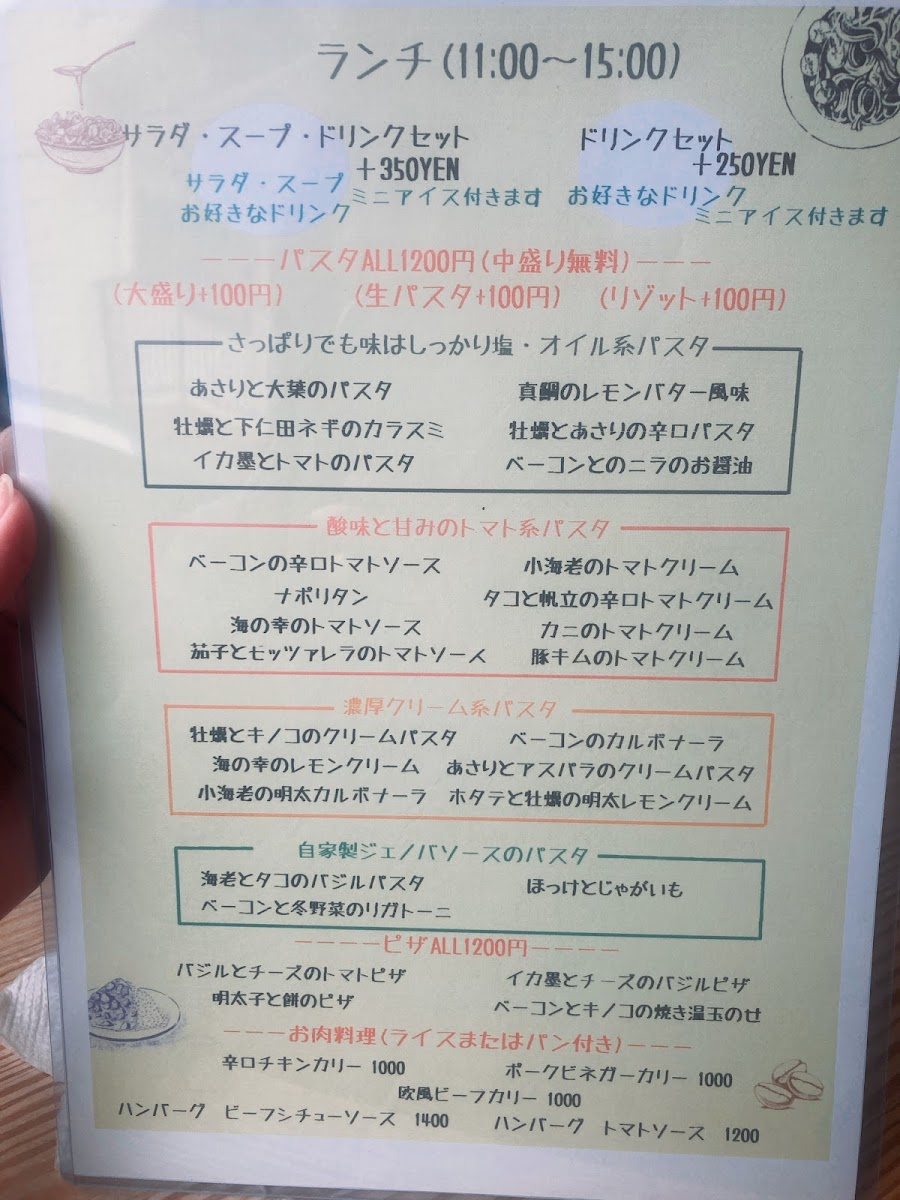 ランチ(11:00～15:00)
サラダ・スープ・ドリンクセット
+350YEN
サラダ・スープ
お好きなドリンク
ミニアイス付きます
ドリンクセット
+250YEN
お好きなドリンク
ミニアイス付きます
---パスタALL1200円(中盛り無料)---
(大盛り+100円) (生パスタ+100円) (リゾット+100円)
さっぱりでも味はしっかり塩・オイル系パスタ
あさりと大葉のパスタ 真鯛のレモンバター風味
牡蠣と下仁田ネギのカラスミ 牡蠣とあさりの辛口パスタ
イカ墨とトマトのパスタ ベーコンとのニラのお醤油
酸味と甘みのトマト系パスタ
ベーコンの辛口トマトソース 小海老のトマトクリーム
ナポリタン タコと帆立の辛口トマトクリーム
海の幸のトマトソース カニのトマトクリーム
茄子とモッツァレラのトマトソース 豚キムのトマトクリーム
濃厚クリーム系パスタ
牡蠣とキノコのクリームパスタ ベーコンのカルボナーラ
海の幸のレモンクリーム あさりとアスパラのクリームパスタ
小海老の明太カルボナーラ ホタテと牡蠣の明太レモンクリーム
自家製ジェノバソースのパスタ
海老とタコのバジルパスタ ほっけとじゃがいも
ベーコンと冬野菜のリガトーニ
----ピザALL1200円----
バジルとチーズのトマトピザ イカ墨とチーズのバジルピザ
明太子と餅のピザ ベーコンとキノコの焼き温玉のせ
---お肉料理(ライスまたはパン付き)---
辛口チキンカリー 1000 ポークビネガーカリー 1000
欧風ビーフカリー 1000
ハンバーグ ビーフシチューソース 1400 ハンバーグ トマトソース 1200